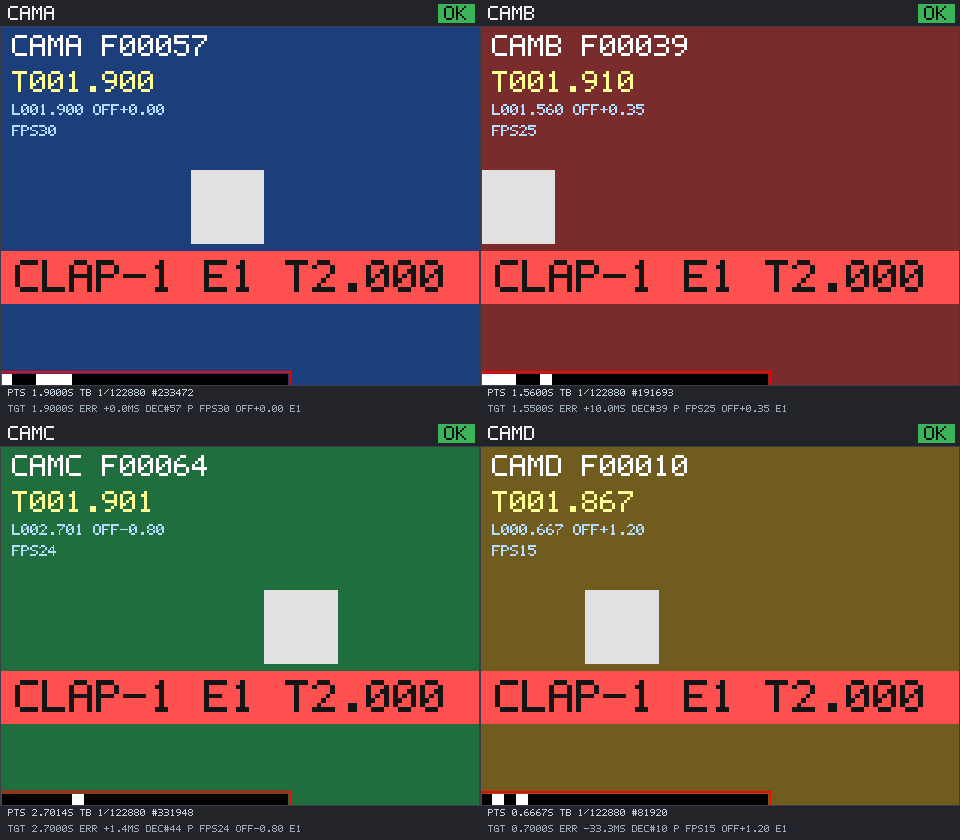 CAMA OK
CAMA F00057
T001.900
L001.900 OFF+0.00
FPS30
CLAP-1 E1 T2.000
PTS 1.9000S TB 1/122880 #233472
TGT 1.9000S ERR +0.0MS DEC#57 P FPS30 OFF+0.00 E1
CAMB OK
CAMB F00039
T001.910
L001.560 OFF+0.35
FPS25
CLAP-1 E1 T2.000
PTS 1.5600S TB 1/122880 #191693
TGT 1.5500S ERR +10.0MS DEC#39 P FPS25 OFF+0.35 E1
CAMC OK
CAMC F00064
T001.901
L002.701 OFF-0.80
FPS24
CLAP-1 E1 T2.000
PTS 2.7014S TB 1/122880 #331948
TGT 2.7000S ERR +1.4MS DEC#44 P FPS24 OFF-0.80 E1
CAMD OK
CAMD F00010
T001.867
L000.667 OFF+1.20
FPS15
CLAP-1 E1 T2.000
PTS 0.6667S TB 1/122880 #81920
TGT 0.7000S ERR -33.3MS DEC#10 P FPS15 OFF+1.20 E1